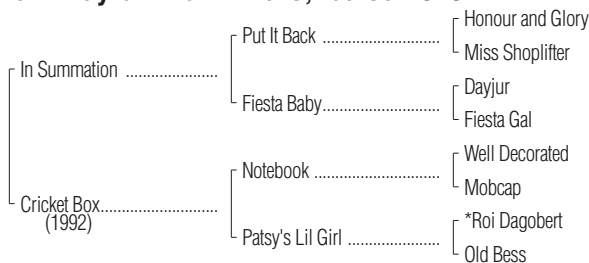 Honour and Glory
Put It Back ............................
Miss Shoplifter
In Summation ......................
Dayjur
Fiesta Baby............................
Fiesta Gal
Well Decorated
Notebook ..............................
Mobcap
Cricket Box............................
(1992)
*Roi Dagobert
Patsy's Lil Girl ......................
Old Bess